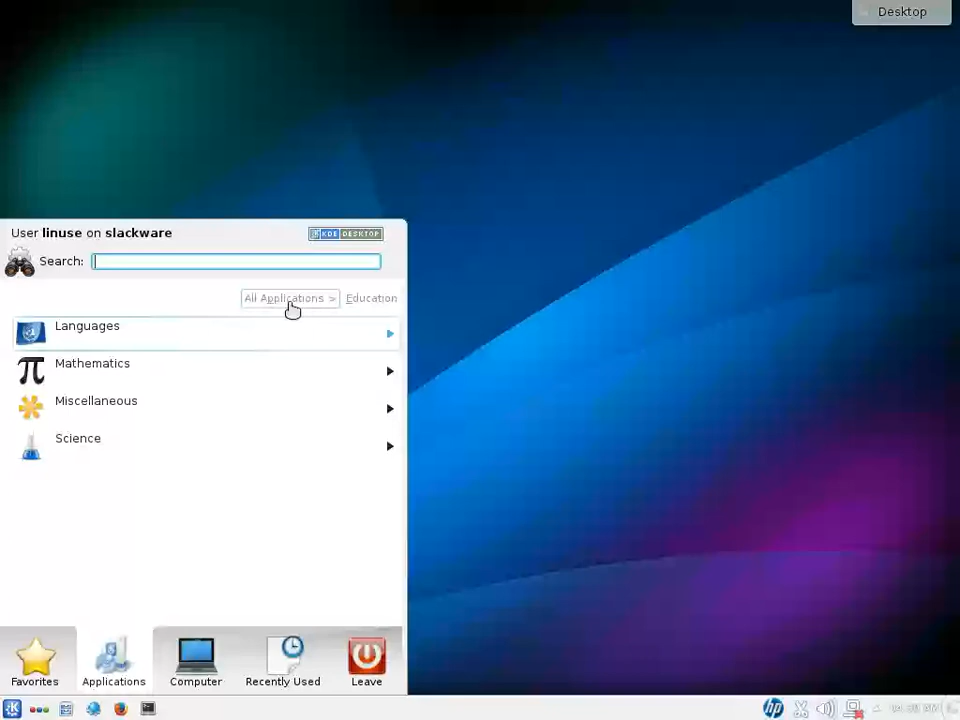 Desktop
User linuse on slackware
KDE DESKTOP
Search:
All Applications > Education
Languages
Mathematics
Miscellaneous
Science
Favorites
Applications
Computer
Recently Used
Leave
hp